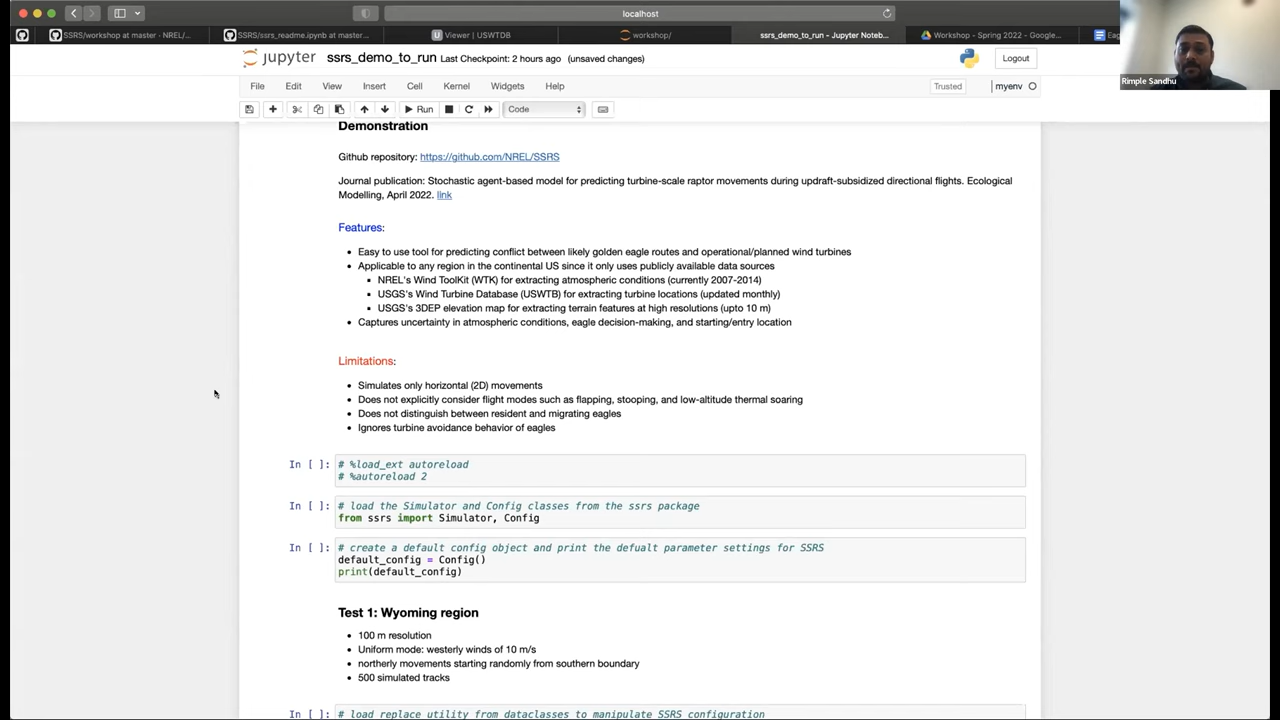 localhost
SSRS/workshop at master · NREL/...
SSRS/ssrs_readme.ipynb at master...
Viewer | USWTDB
workshop/
ssrs_demo_to_run - Jupyter Noteb...
Workshop - Spring 2022 - Google...
Eag
Rimple Sandhu
jupyter ssrs_demo_to_run Last Checkpoint: 2 hours ago (unsaved changes)
Logout
File Edit View Insert Cell Kernel Widgets Help
Trusted
myenv
Run
Code
Demonstration
Github repository: https://github.com/NREL/SSRS
Journal publication: Stochastic agent-based model for predicting turbine-scale raptor movements during updraft-subsidized directional flights. Ecological
Modelling, April 2022. link
Features:
• Easy to use tool for predicting conflict between likely golden eagle routes and operational/planned wind turbines
• Applicable to any region in the continental US since it only uses publicly available data sources
• NREL's Wind ToolKit (WTK) for extracting atmospheric conditions (currently 2007-2014)
• USGS's Wind Turbine Database (USWTB) for extracting turbine locations (updated monthly)
• USGS's 3DEP elevation map for extracting terrain features at high resolutions (upto 10 m)
• Captures uncertainty in atmospheric conditions, eagle decision-making, and starting/entry location
Limitations:
• Simulates only horizontal (2D) movements
• Does not explicitly consider flight modes such as flapping, stooping, and low-altitude thermal soaring
• Does not distinguish between resident and migrating eagles
• Ignores turbine avoidance behavior of eagles
In [ ]: # %load_ext autoreload
# %autoreload 2
In [ ]: # load the Simulator and Config classes from the ssrs package
from ssrs import Simulator, Config
In [ ]: # create a default config object and print the defualt parameter settings for SSRS
default_config = Config()
print(default_config)
Test 1: Wyoming region
• 100 m resolution
• Uniform mode: westerly winds of 10 m/s
• northerly movements starting randomly from southern boundary
• 500 simulated tracks
In [ ]: # load replace utility from dataclasses to manipulate SSRS configuration